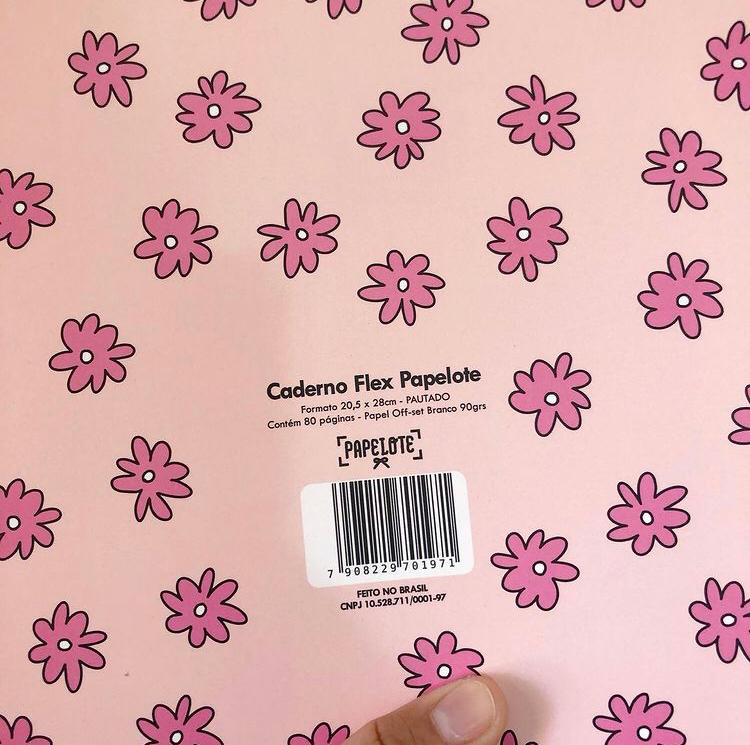 Caderno Flex Papelote
Formato 20,5 x 28cm - PAUTADO
Contém 80 páginas - Papel Off-set Branco 90grs
PAPELOTE
7 908229 701971
FEITO NO BRASIL
CNPJ 10.528.711/0001-97